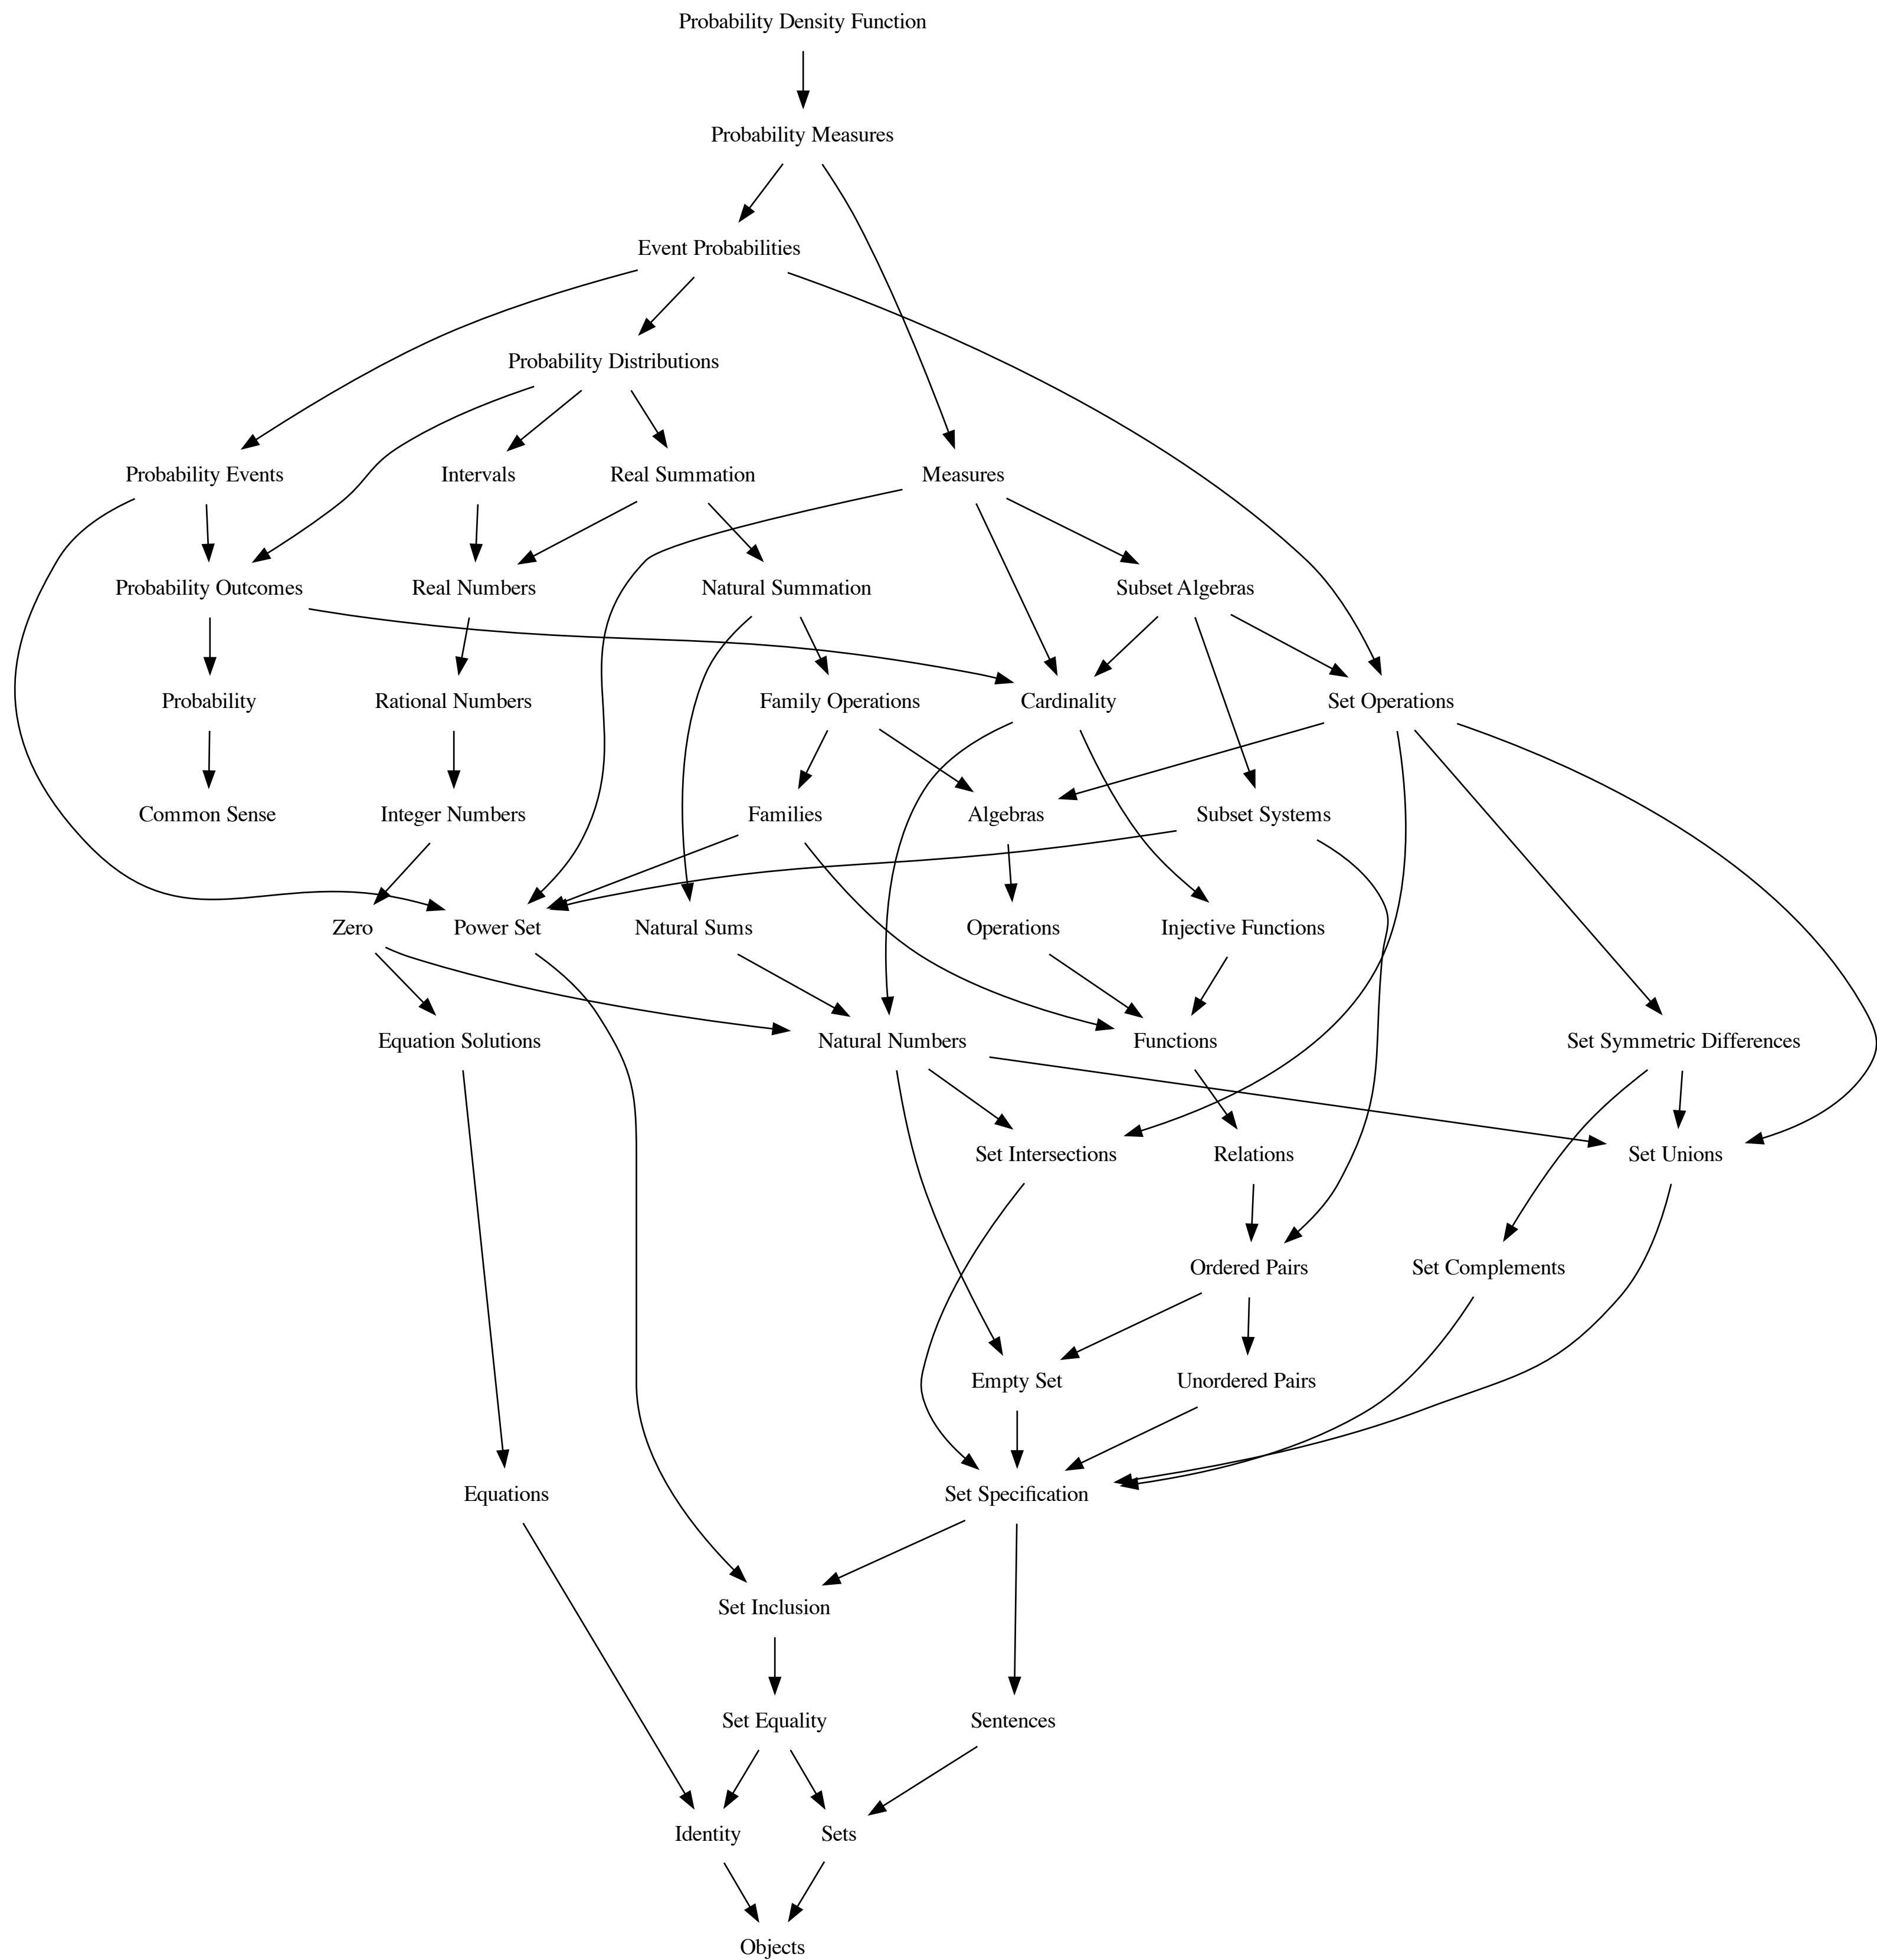 Probability Density Function
Probability Measures
Event Probabilities
Probability Distributions
Probability Events
Intervals
Real Summation
Measures
Probability Outcomes
Real Numbers
Natural Summation
Subset Algebras
Probability
Rational Numbers
Family Operations
Cardinality
Set Operations
Common Sense
Integer Numbers
Families
Algebras
Subset Systems
Zero
Power Set
Natural Sums
Operations
Injective Functions
Equation Solutions
Natural Numbers
Functions
Set Symmetric Differences
Set Intersections
Relations
Set Unions
Ordered Pairs
Set Complements
Empty Set
Unordered Pairs
Equations
Set Specification
Set Inclusion
Set Equality
Sentences
Identity
Sets
Objects